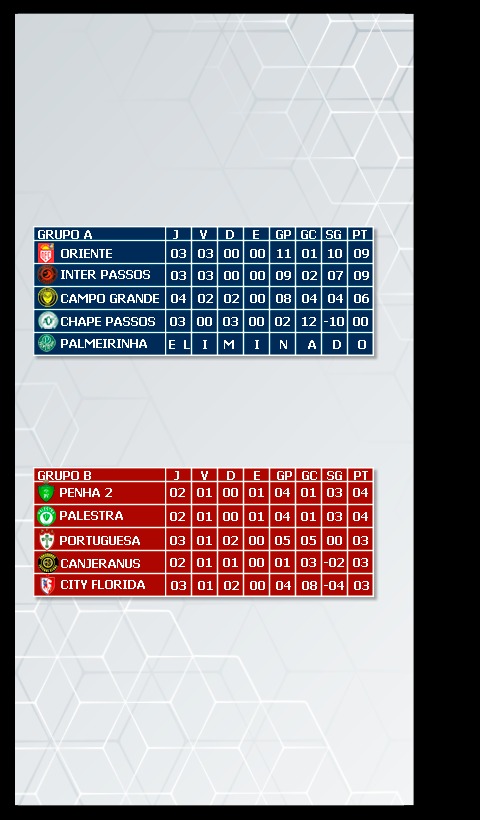 GRUPO A J V D E GP GC SG PT
ORIENTE 03 03 00 00 11 01 10 09
INTER PASSOS 03 03 00 00 09 02 07 09
CAMPO GRANDE 04 02 02 00 08 04 04 06
CHAPE PASSOS 03 00 03 00 02 12 -10 00
PALMEIRINHA E L I M I N A D O
GRUPO B J V D E GP GC SG PT
PENHA 2 02 01 00 01 04 01 03 04
PALESTRA 02 01 00 01 04 01 03 04
PORTUGUESA 03 01 02 00 05 05 00 03
CANJERANUS 02 01 01 00 01 03 -02 03
CITY FLORIDA 03 01 02 00 04 08 -04 03